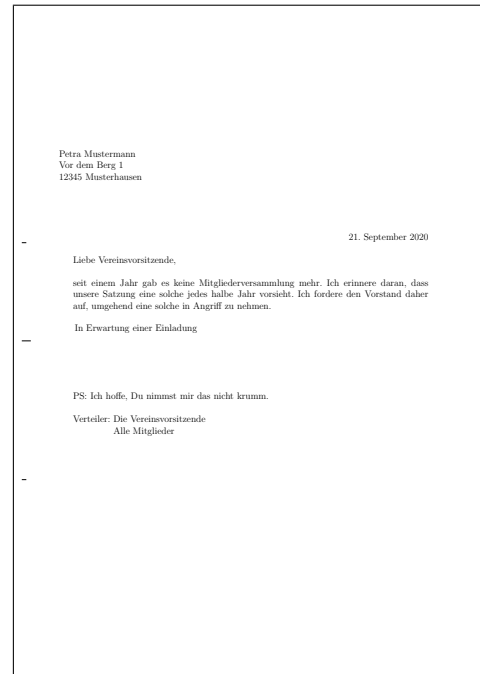 Petra Mustermann
Vor dem Berg 1
12345 Musterhausen
21. September 2020
Liebe Vereinsvorsitzende,
seit einem Jahr gab es keine Mitgliederversammlung mehr. Ich erinnere daran, dass
unsere Satzung eine solche jedes halbe Jahr vorsieht. Ich fordere den Vorstand daher
auf, umgehend eine solche in Angriff zu nehmen.
In Erwartung einer Einladung
PS: Ich hoffe, Du nimmst mir das nicht krumm.
Verteiler: Die Vereinsvorsitzende
Alle Mitglieder